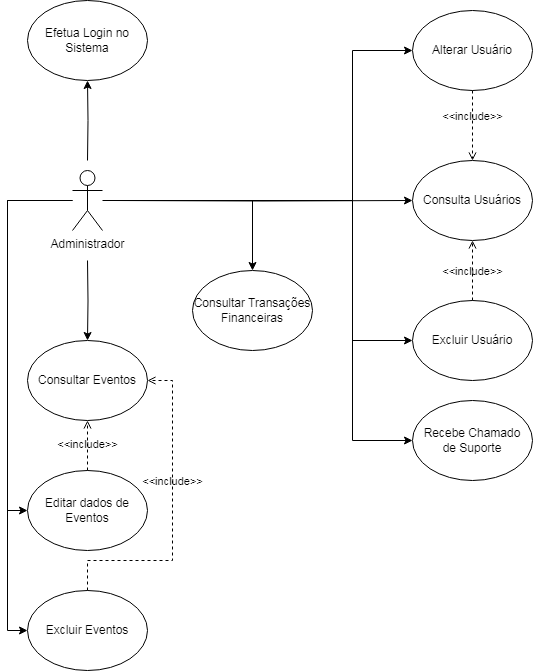 Efetua Login no
Sistema
Alterar Usuário
<<include>>
Consulta Usuários
Administrador
<<include>>
Consultar Transações
Financeiras
Excluir Usuário
Consultar Eventos
Recebe Chamado
de Suporte
<<include>>
<<include>>
Editar dados de
Eventos
Excluir Eventos